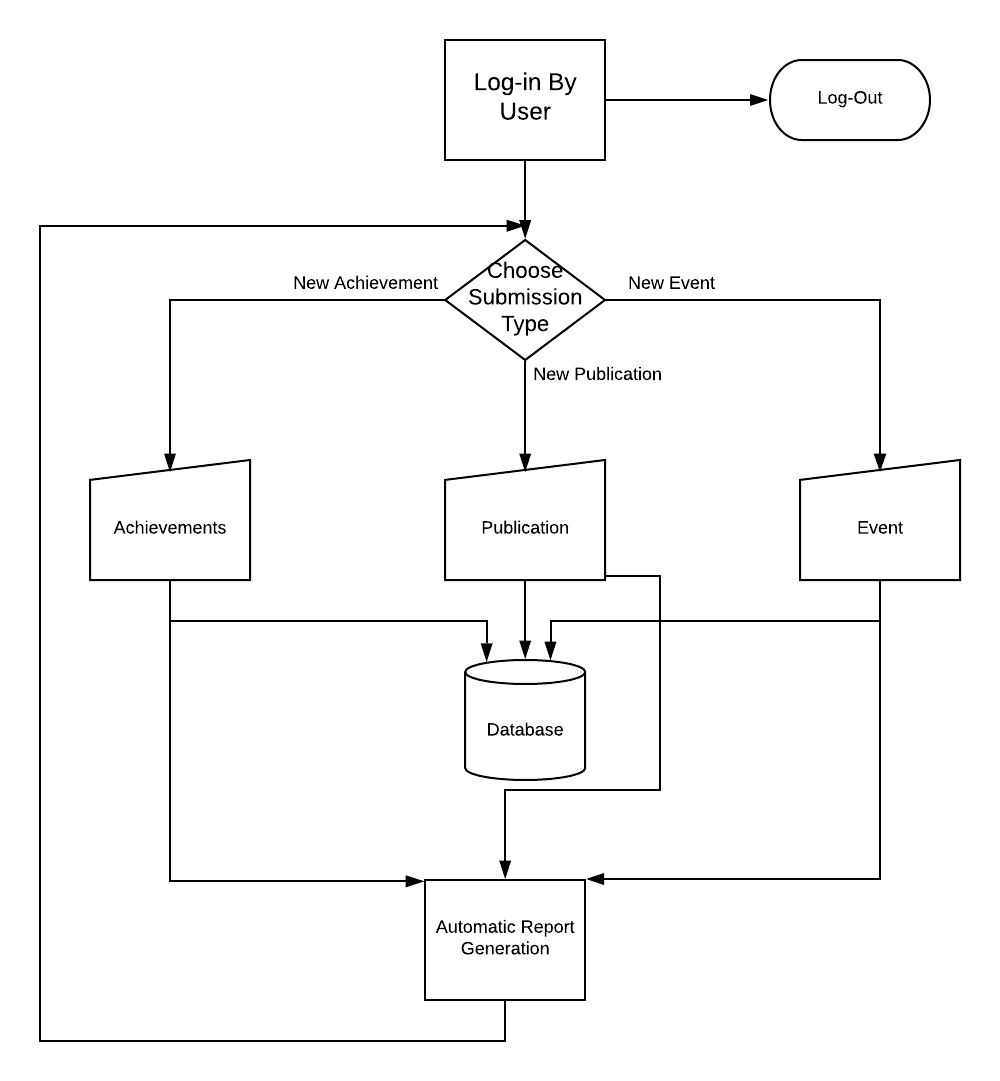 Log-in By
User
Log-Out
New Achievement
Choose
Submission
Type
New Event
New Publication
Achievements
Publication
Event
Database
Automatic Report
Generation